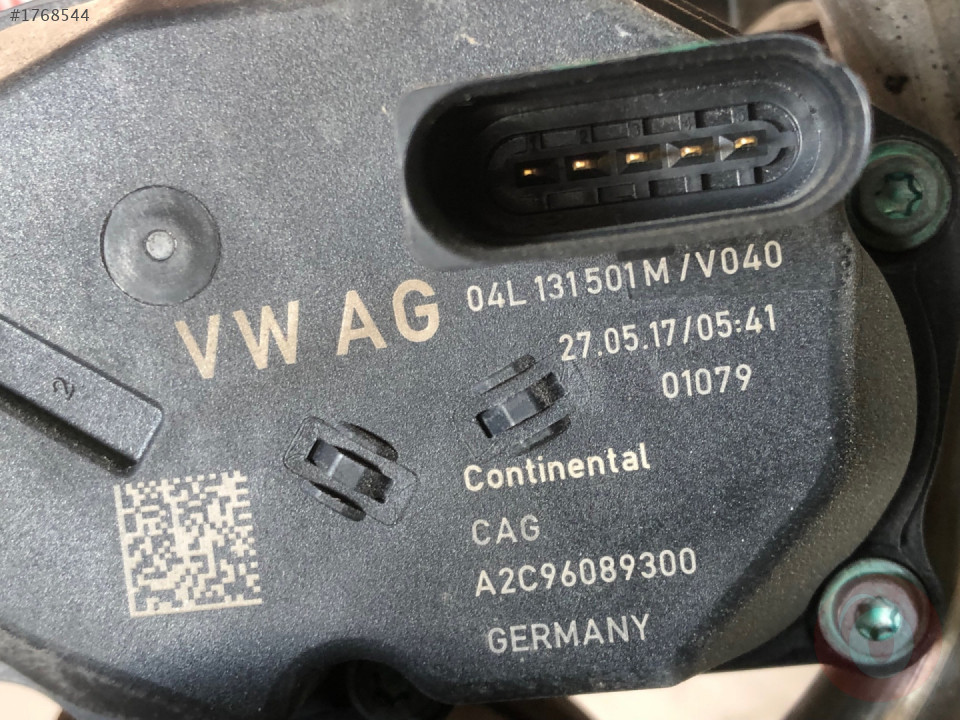 #1768544
VW AG
04L 131 501 M /V040
27.05.17/05:41
01079
2
Continental
CAG
A2C96089300
GERMANY